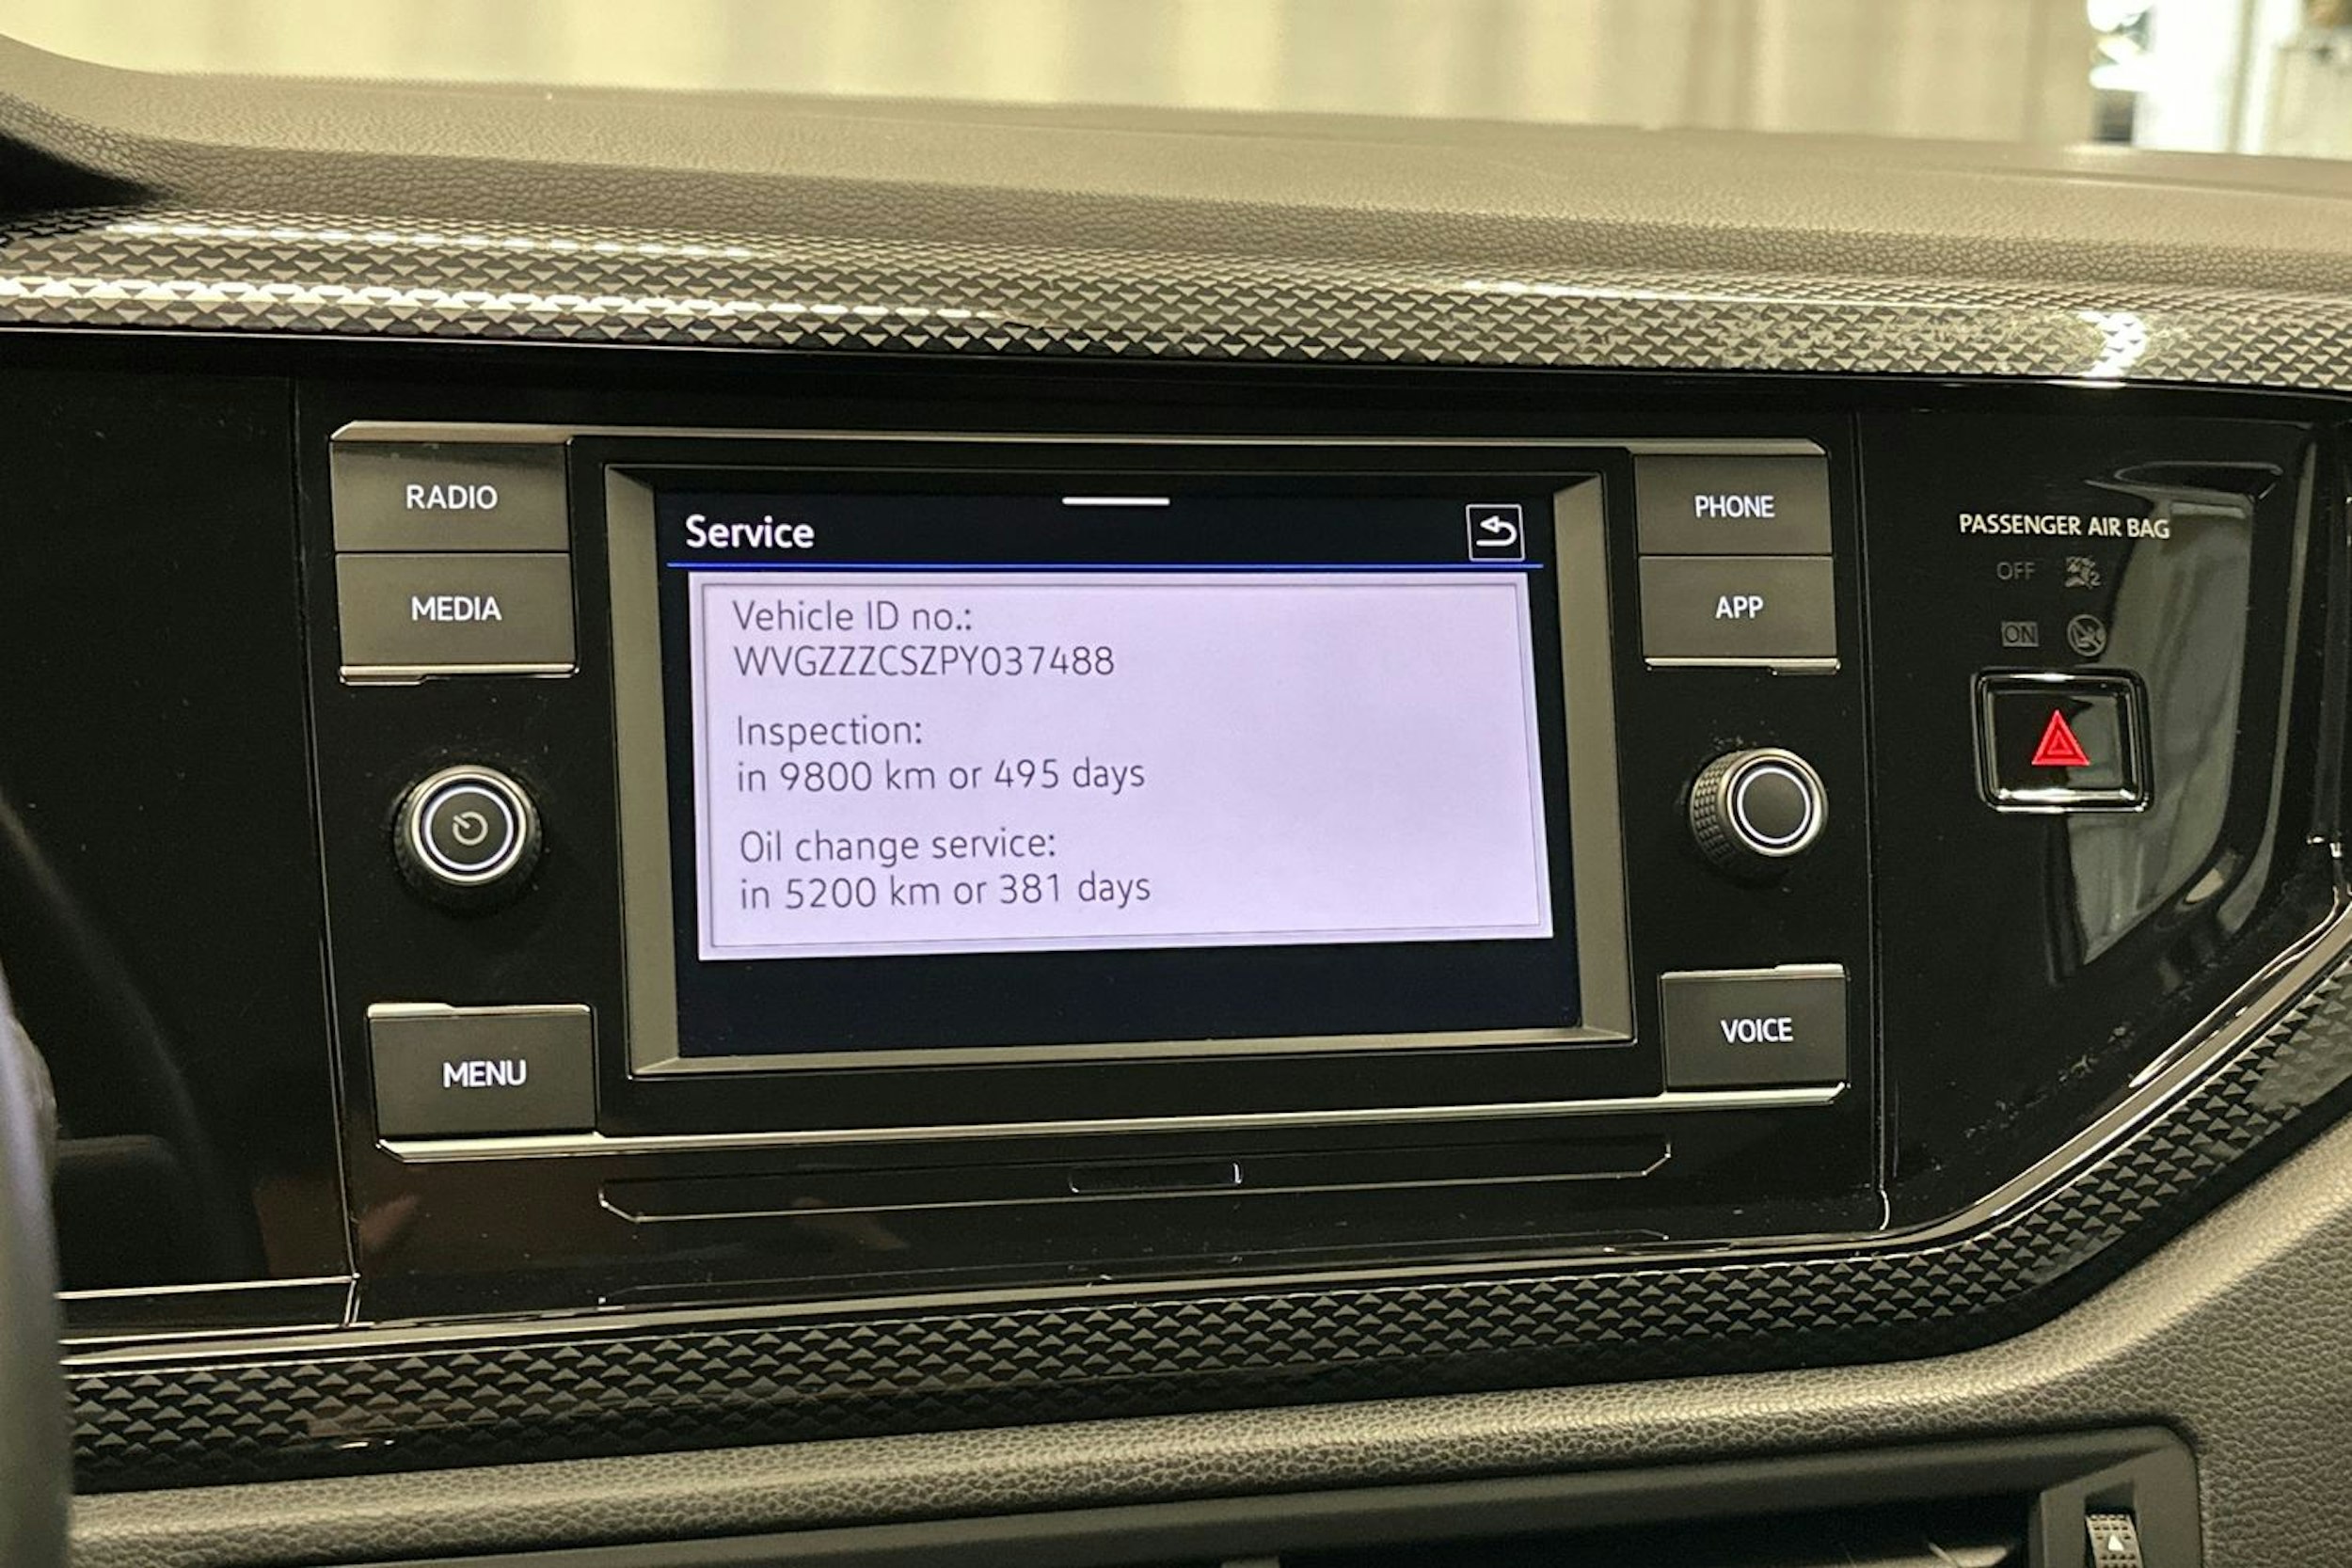 RADIO
MEDIA
MENU
Service
Vehicle ID no.:
WVGZZZCSZPY037488
Inspection:
in 9800 km or 495 days
Oil change service:
in 5200 km or 381 days
PHONE
APP
VOICE
PASSENGER AIR BAG
OFF
2
ON